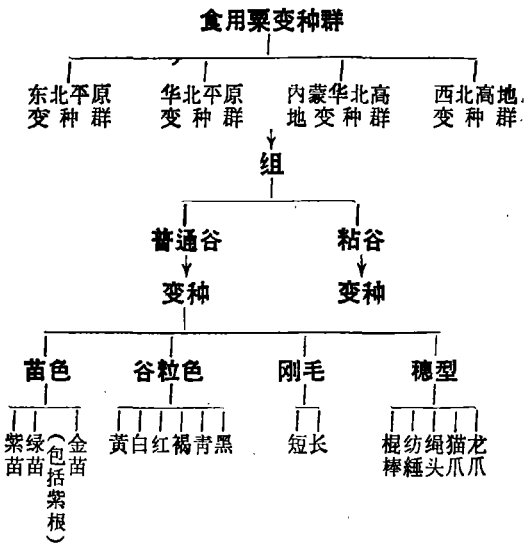 食用粟变种群
东北平原 华北平原 内蒙华北高 西北高地
变种群 变种群 地变种群 变种群
组
普通谷 粘谷
变种 变种
苗色 谷粒色 刚毅 穗型
紫苗 绿苗（包括紫根） 金苗 黄 白 红 褐 青 黑 短 长 棍棒 纺綞 绳头 猫爪 龙爪